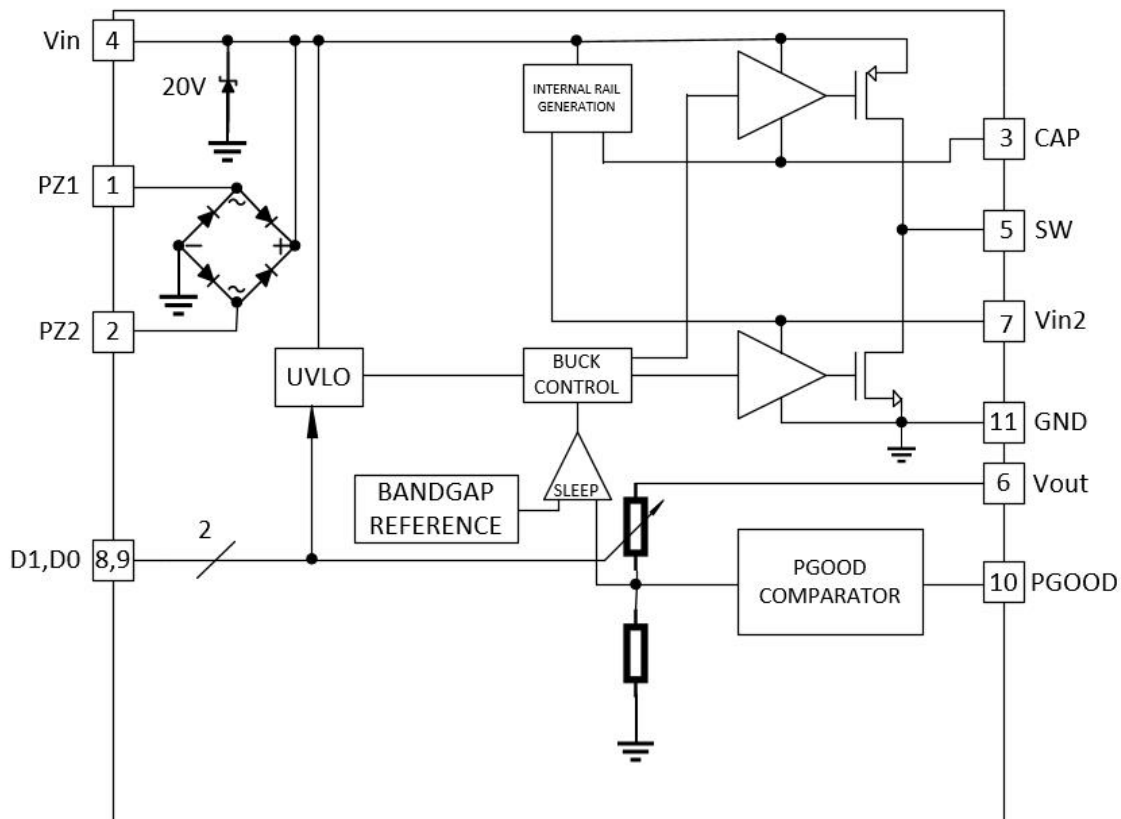 Vin
4
20V
INTERNAL RAIL
GENERATION
3
CAP
PZ1
1
~
5
SW
−
+
~
PZ2
2
7
Vin2
UVLO
BUCK
CONTROL
11
GND
SLEEP
6
Vout
BANDGAP
REFERENCE
2
D1,D0
8,9
PGOOD
COMPARATOR
10
PGOOD